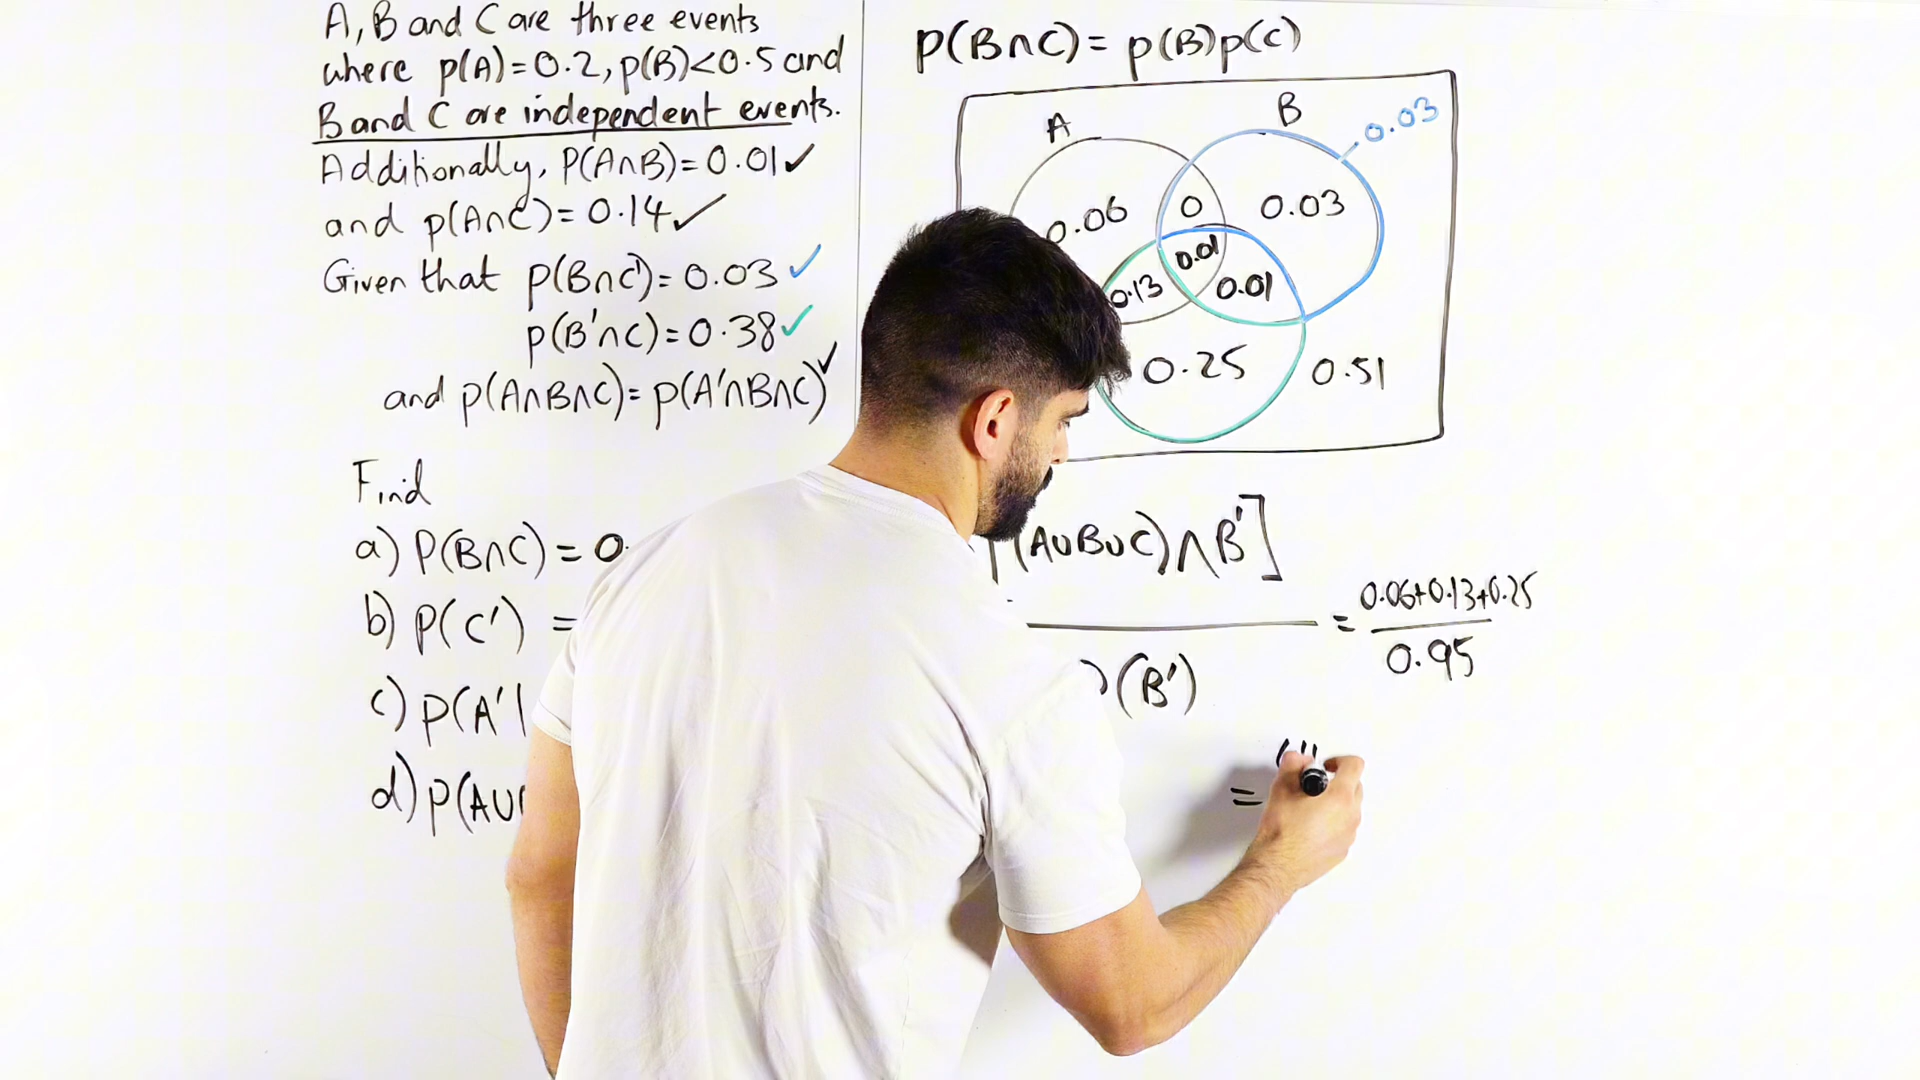 A, B and C are three events
where p(A)=0.2, p(B)<0.5 and
B and C are independent events.
Additionally, P(A∩B)=0.01✓
and p(A∩C)=0.14✓
Given that p(B∩C')=0.03✓
p(B'∩C)=0.38✓
and p(A∩B∩C)=p(A'∩B∩C)✓
Find
a) P(B∩C)=0.
b) P(C') =
c) p(A'|
d) p(AU
p(B∩C)=p(B)p(C)
A
B
0.03
0.06
0
0.03
0.01
0.13
0.01
0.25
0.51
(AUBUC)∩B']
(B')
= 0.06+0.13+0.25
0.95
=